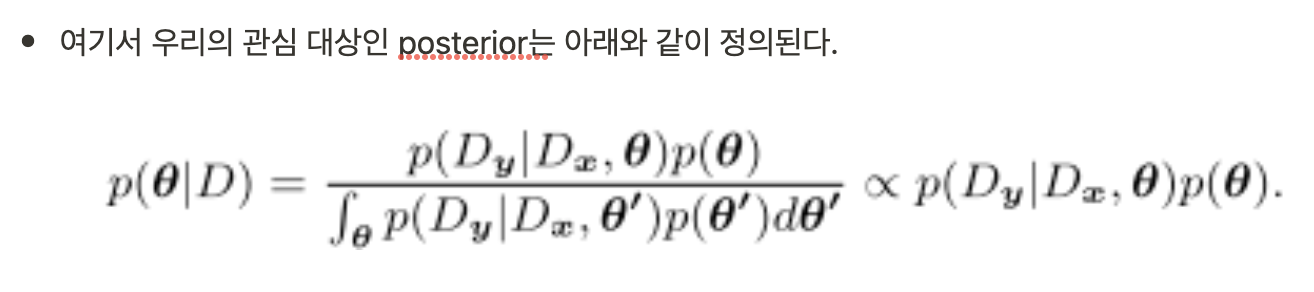 • 여기서 우리의 관심 대상인 posterior는 아래와 같이 정의된다.
p(θ|D) = p(D_y|D_x, θ)p(θ) / ∫_θ p(D_y|D_x, θ′)p(θ′)dθ′ ∝ p(D_y|D_x, θ)p(θ).